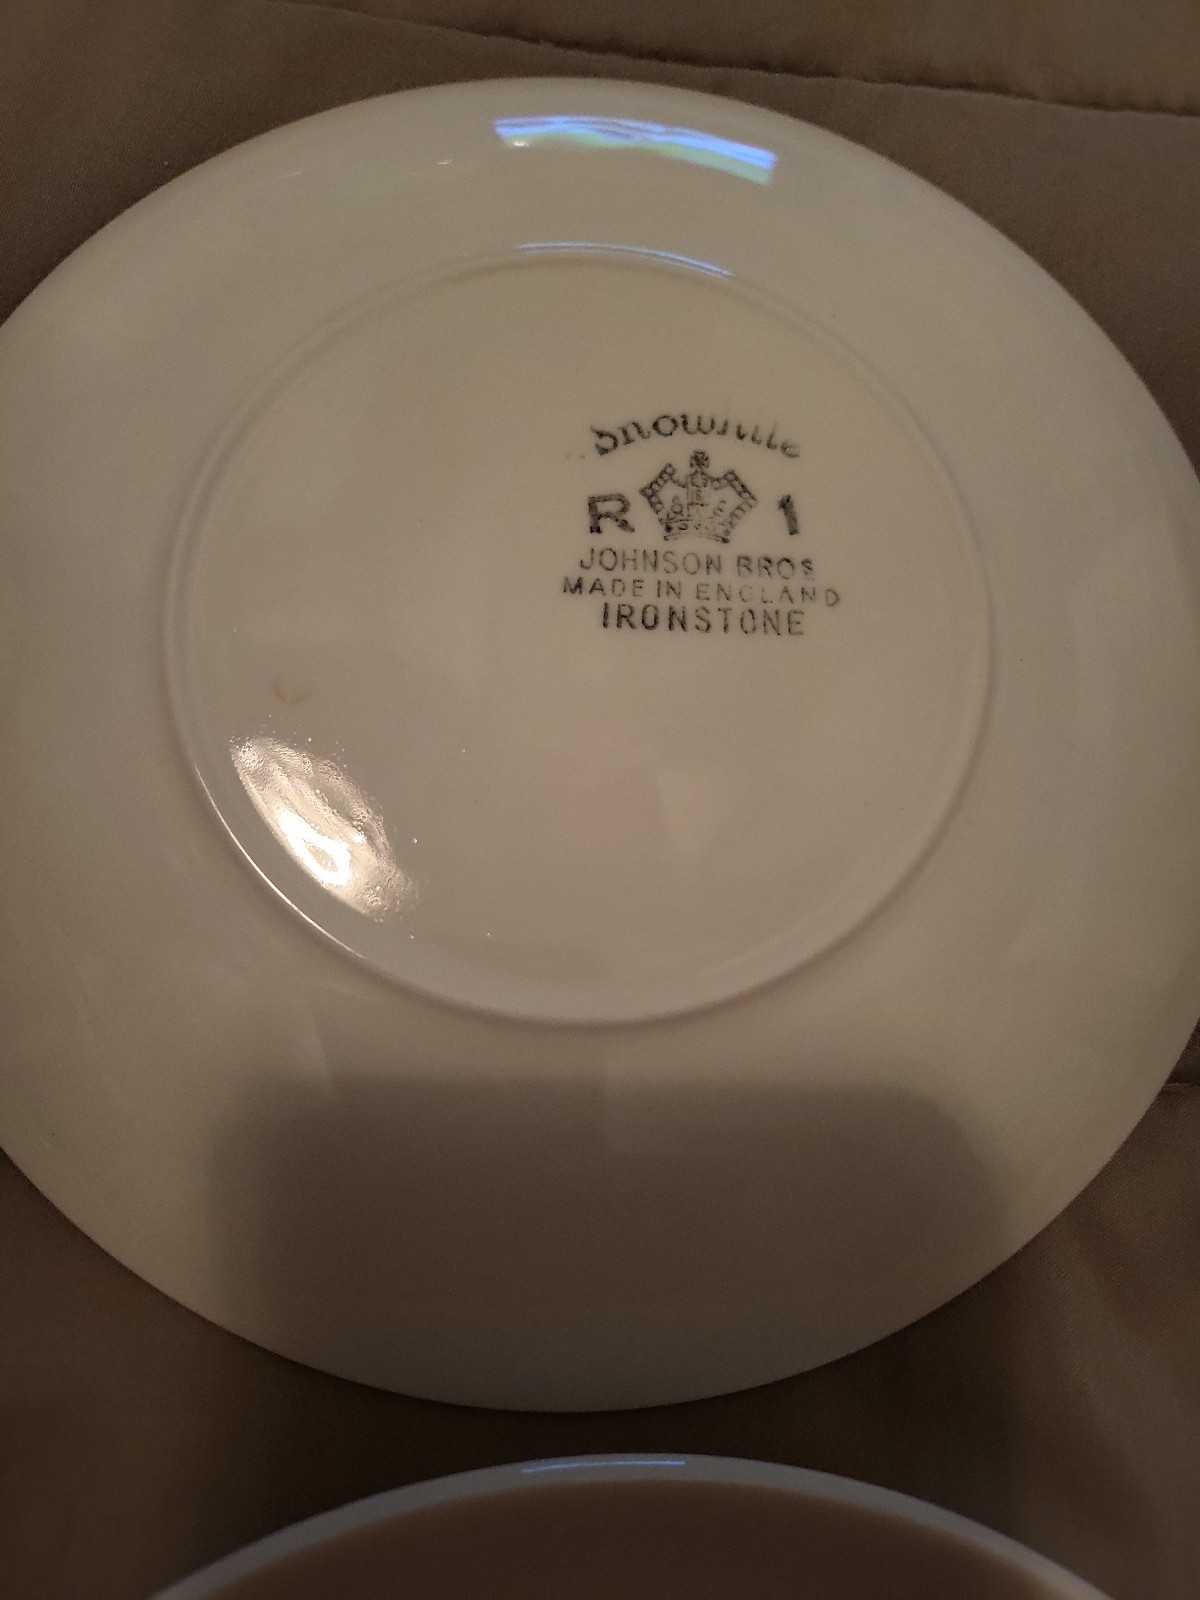 Snowhite
R 1
JOHNSON BROS
MADE IN ENGLAND
IRONSTONE